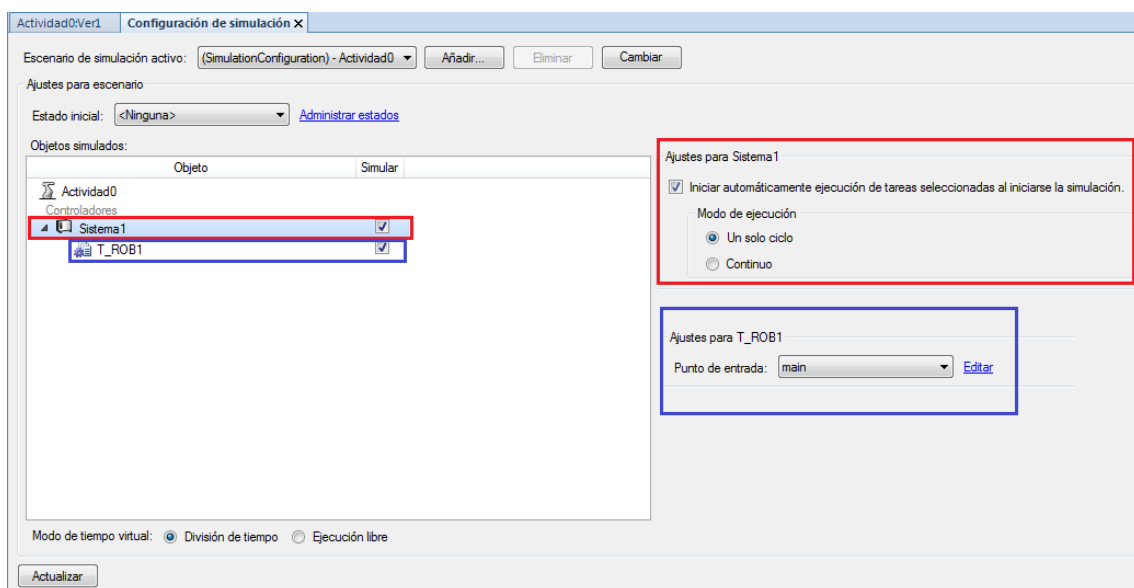 Actividad0:Ver1 Configuración de simulación X
Escenario de simulación activo: (SimulationConfiguration) - Actividad0 Añadir... Eliminar Cambiar
Ajustes para escenario
Estado inicial: <Ninguna> Administrar estados
Objetos simulados:
Objeto Simular
Actividad0
Controladores
Sistema1
T_ROB1
Ajustes para Sistema1
Iniciar automáticamente ejecución de tareas seleccionadas al iniciarse la simulación.
Modo de ejecución
Un solo ciclo
Continuo
Ajustes para T_ROB1
Punto de entrada: main Editar
Modo de tiempo virtual: División de tiempo Ejecución libre
Actualizar